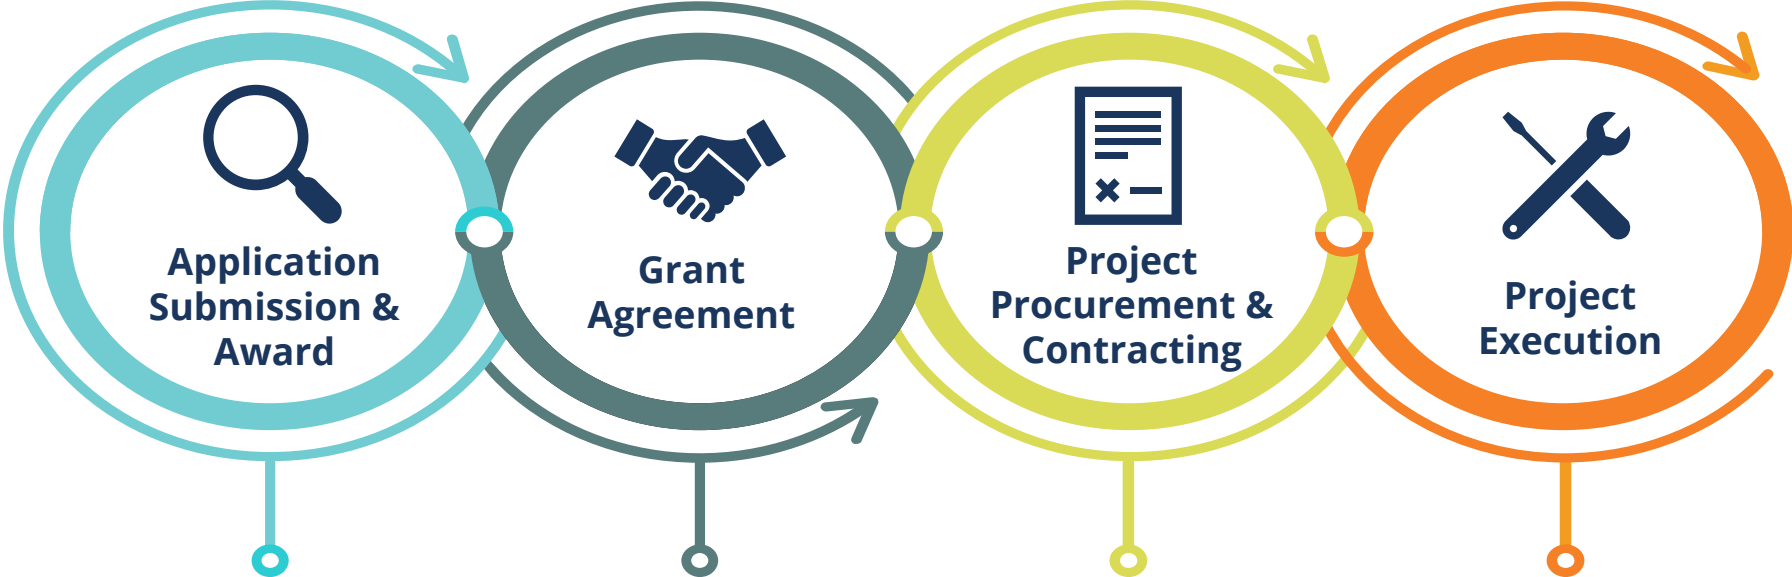 Application
Submission &
Award
Grant
Agreement
Project
Procurement &
Contracting
Project
Execution